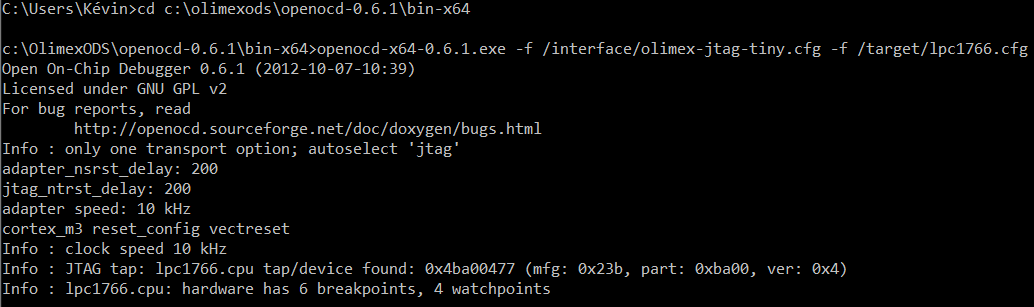 C:\Users\Kévin>cd c:\olimexods\openocd-0.6.1\bin-x64
c:\OlimexODS\openocd-0.6.1\bin-x64>openocd-x64-0.6.1.exe -f /interface/olimex-jtag-tiny.cfg -f /target/lpc1766.cfg
Open On-Chip Debugger 0.6.1 (2012-10-07-10:39)
Licensed under GNU GPL v2
For bug reports, read
        http://openocd.sourceforge.net/doc/doxygen/bugs.html
Info : only one transport option; autoselect 'jtag'
adapter_nsrst_delay: 200
jtag_ntrst_delay: 200
adapter speed: 10 kHz
cortex_m3 reset_config vectreset
Info : clock speed 10 kHz
Info : JTAG tap: lpc1766.cpu tap/device found: 0x4ba00477 (mfg: 0x23b, part: 0xba00, ver: 0x4)
Info : lpc1766.cpu: hardware has 6 breakpoints, 4 watchpoints